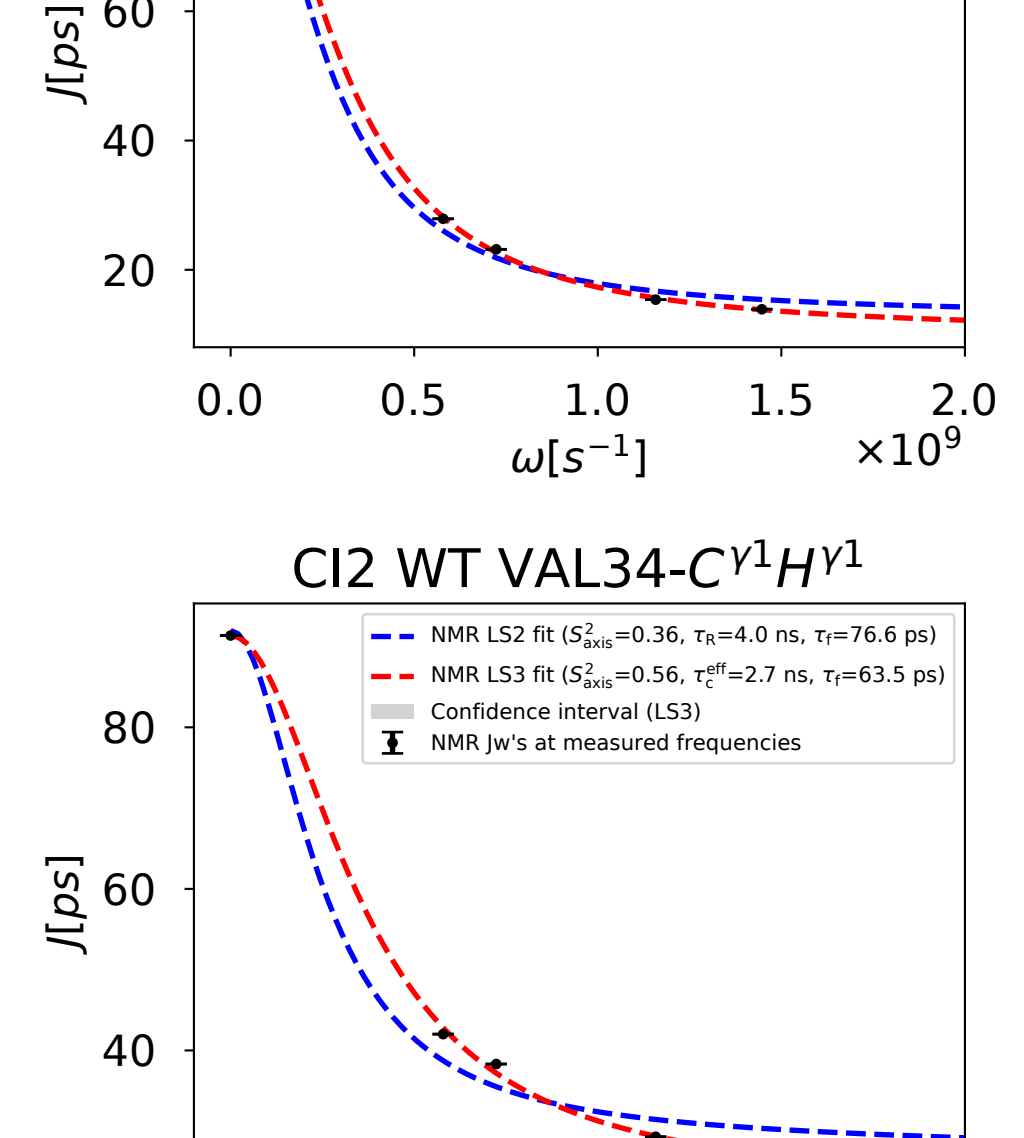 60
J[ps]
40
20
0.0 0.5 1.0 1.5 2.0
ω[s⁻¹] ×10⁹
CI2 WT VAL34-Cᵞ¹Hᵞ¹
NMR LS2 fit (S²axis=0.36, τR=4.0 ns, τf=76.6 ps)
NMR LS3 fit (S²axis=0.56, τc^eff=2.7 ns, τf=63.5 ps)
Confidence interval (LS3)
NMR Jw's at measured frequencies
80
60
J[ps]
40